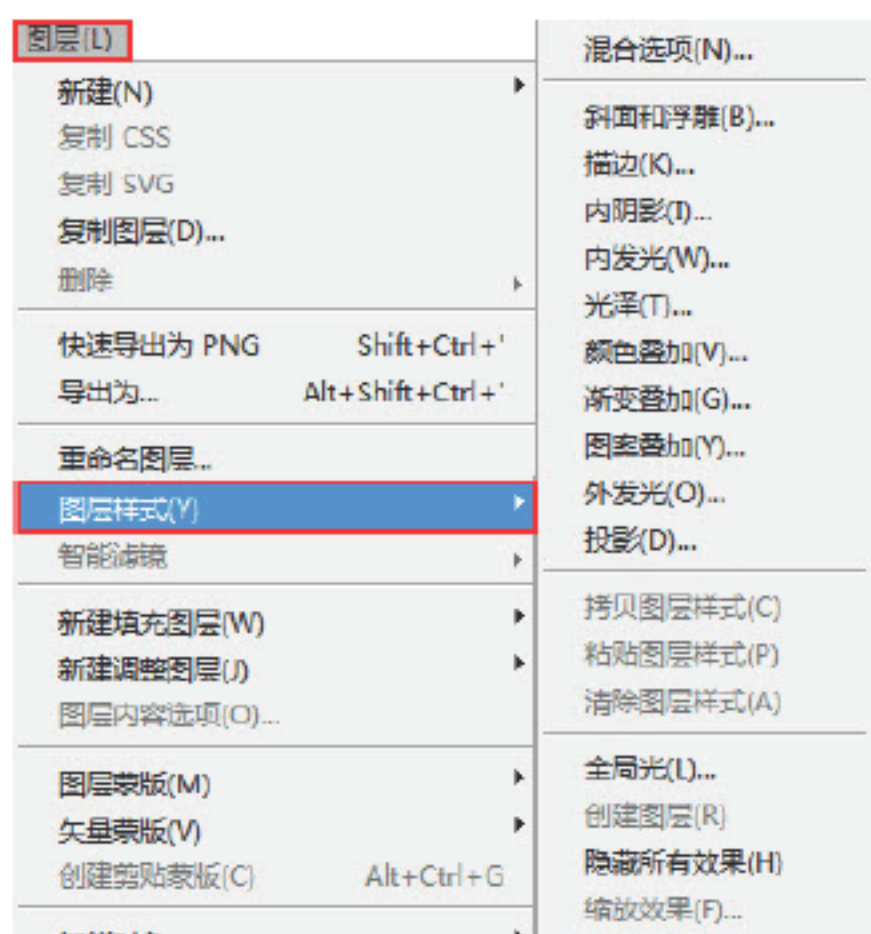 图层(L)
新建(N)
复制 CSS
复制 SVG
复制图层(D)...
删除
快速导出为 PNG Shift+Ctrl+'
导出为... Alt+Shift+Ctrl+'
重命名图层...
图层样式(Y)
智能滤镜
新建填充图层(W)
新建调整图层(J)
图层内容选项(O)...
图层蒙版(M)
矢量蒙版(V)
创建剪贴蒙版(C) Alt+Ctrl+G
混合选项(N)...
斜面和浮雕(B)...
描边(K)...
内阴影(I)...
内发光(W)...
光泽(T)...
颜色叠加(V)...
渐变叠加(G)...
图案叠加(Y)...
外发光(O)...
投影(D)...
拷贝图层样式(C)
粘贴图层样式(P)
清除图层样式(A)
全局光(L)...
创建图层(R)
隐藏所有效果(H)
缩放效果(F)...